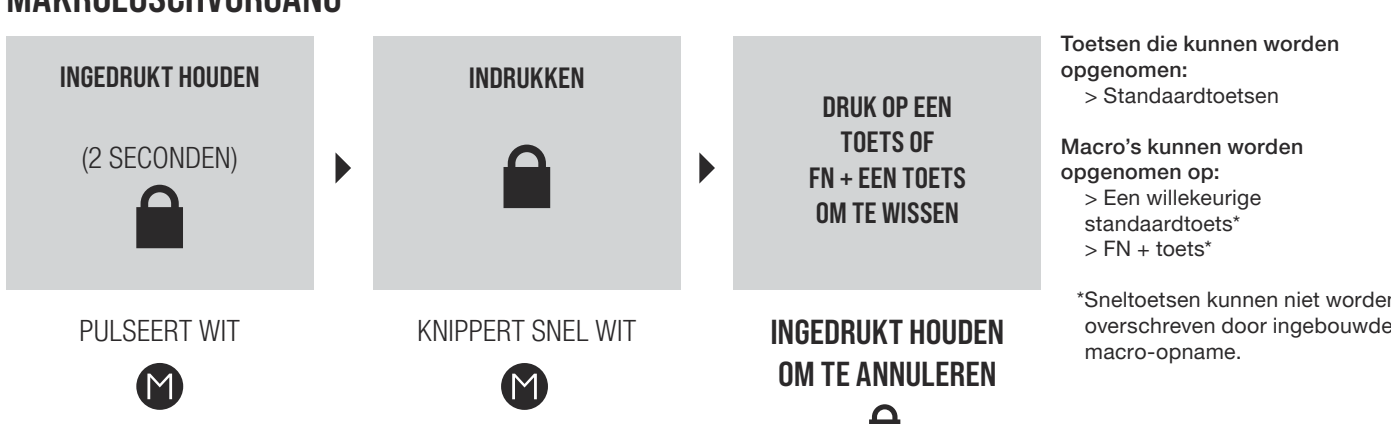 INGEDRUKT HOUDEN
(2 SECONDEN)
PULSEERT WIT
M
INDRUKKEN
KNIPPERT SNEL WIT
M
DRUK OP EEN
TOETS OF
FN + EEN TOETS
OM TE WISSEN
INGEDRUKT HOUDEN
OM TE ANNULEREN
Toetsen die kunnen worden
opgenomen:
> Standaardtoetsen
Macro's kunnen worden
opgenomen op:
> Een willekeurige
standaardtoets*
> FN + toets*
*Sneltoetsen kunnen niet worden
overschreven door ingebouwde
macro-opname.